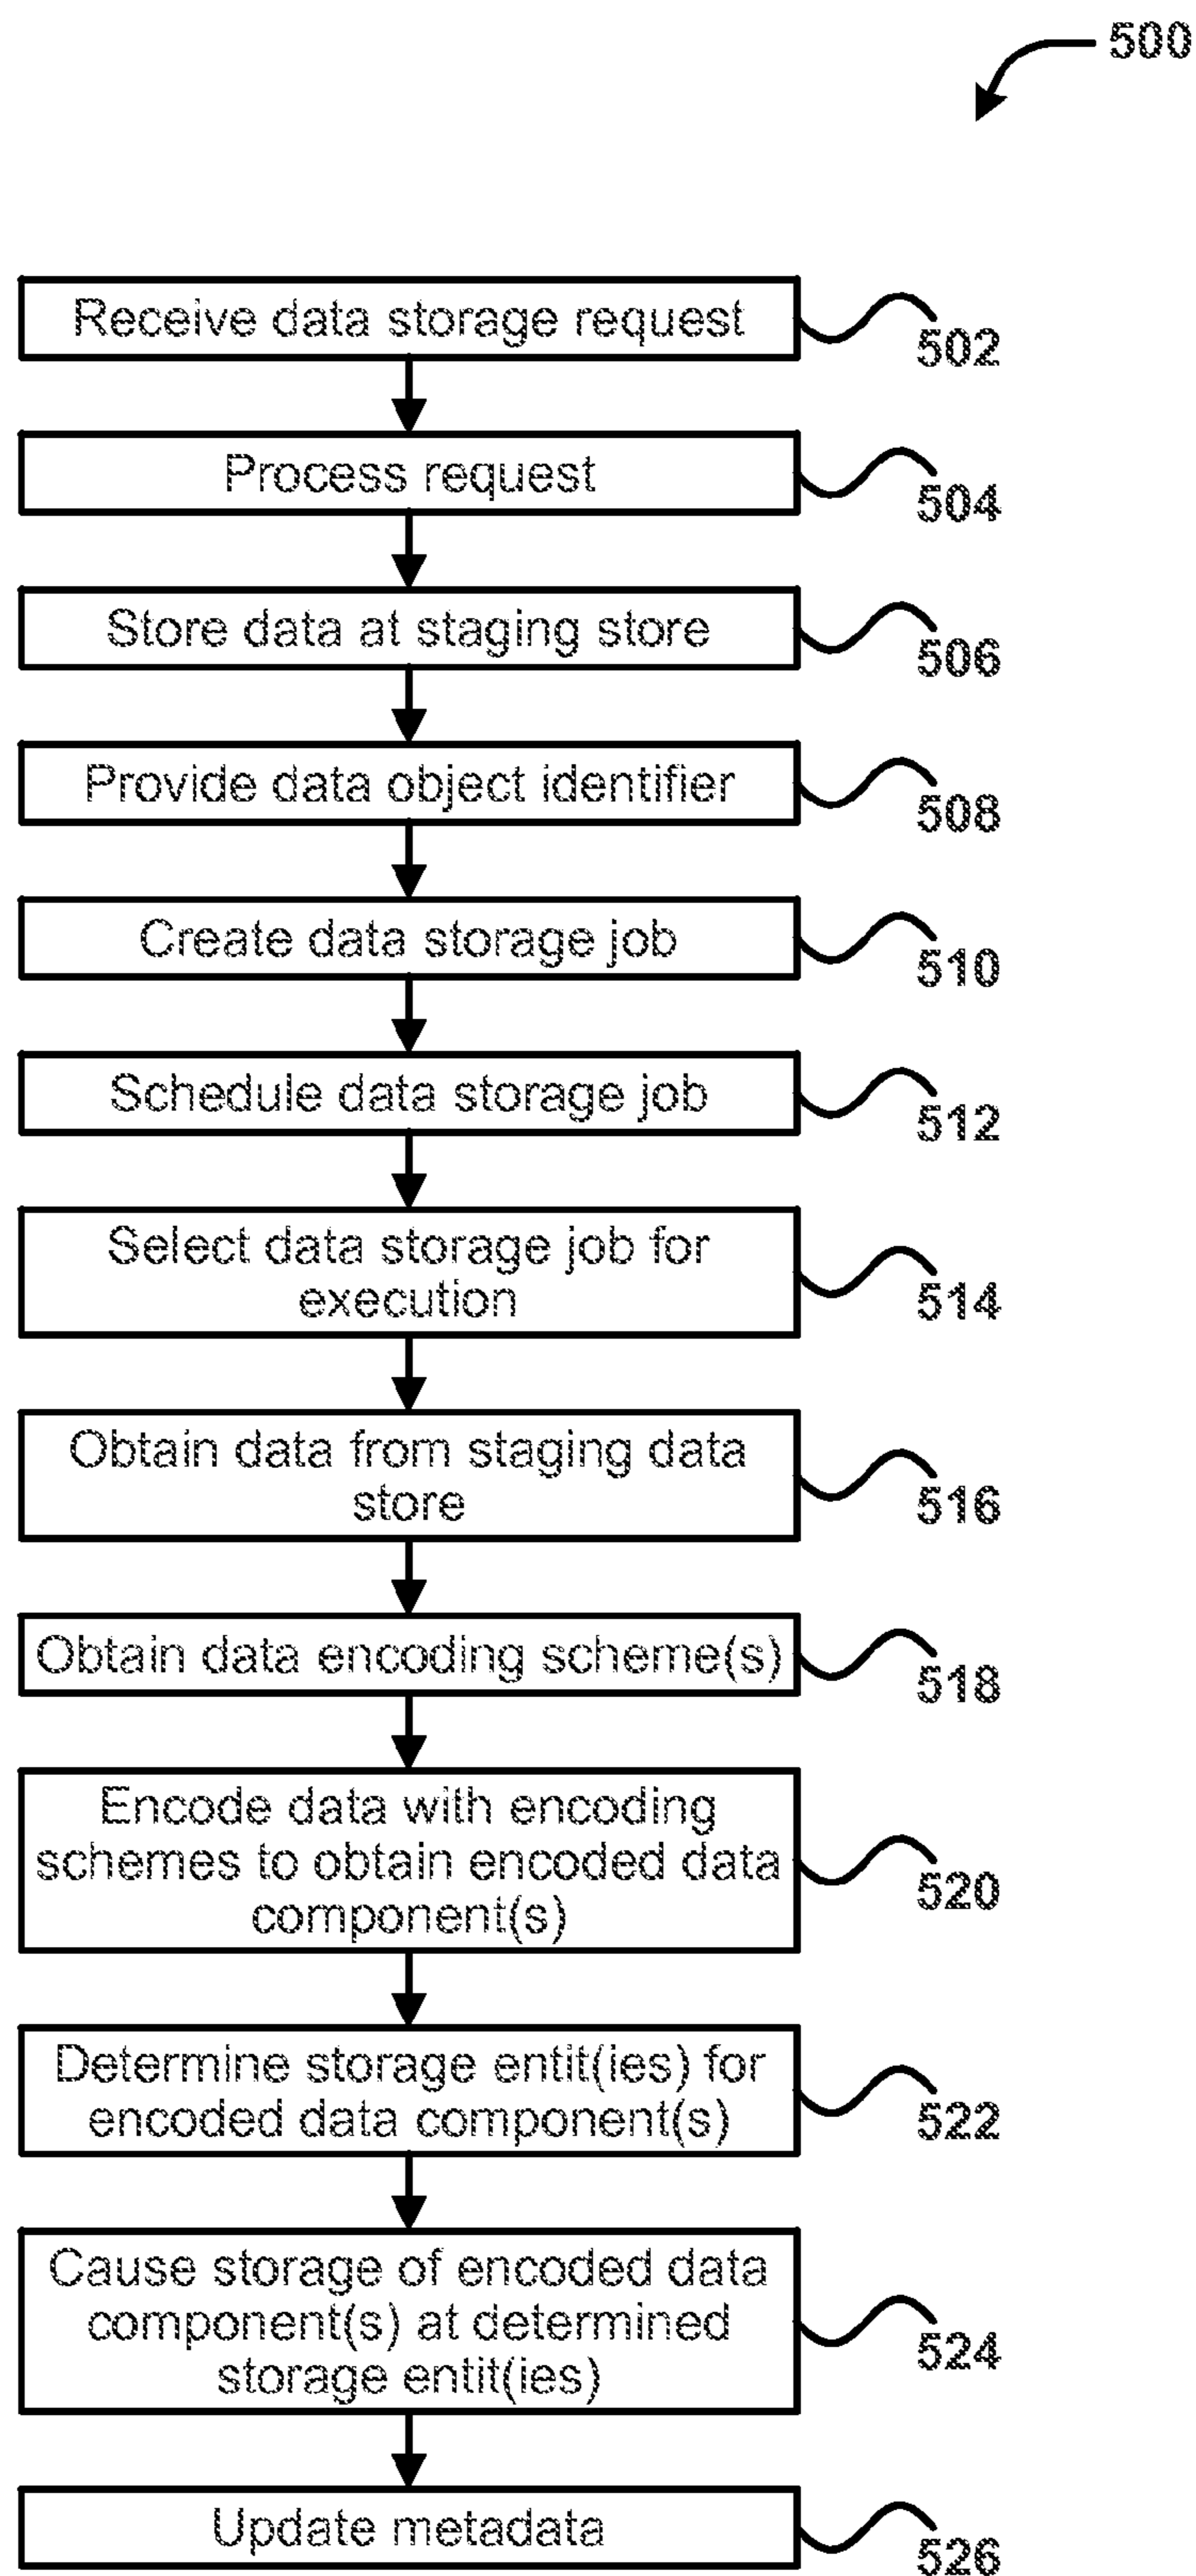 500
Receive data storage request
502
Process request
504
Store data at staging store
506
Provide data object identifier
508
Create data storage job
510
Schedule data storage job
512
Select data storage job for
execution
514
Obtain data from staging data
store
516
Obtain data encoding scheme(s)
518
Encode data with encoding
schemes to obtain encoded data
component(s)
520
Determine storage entit(ies) for
encoded data component(s)
522
Cause storage of encoded data
component(s) at determined
storage entit(ies)
524
Update metadata
526